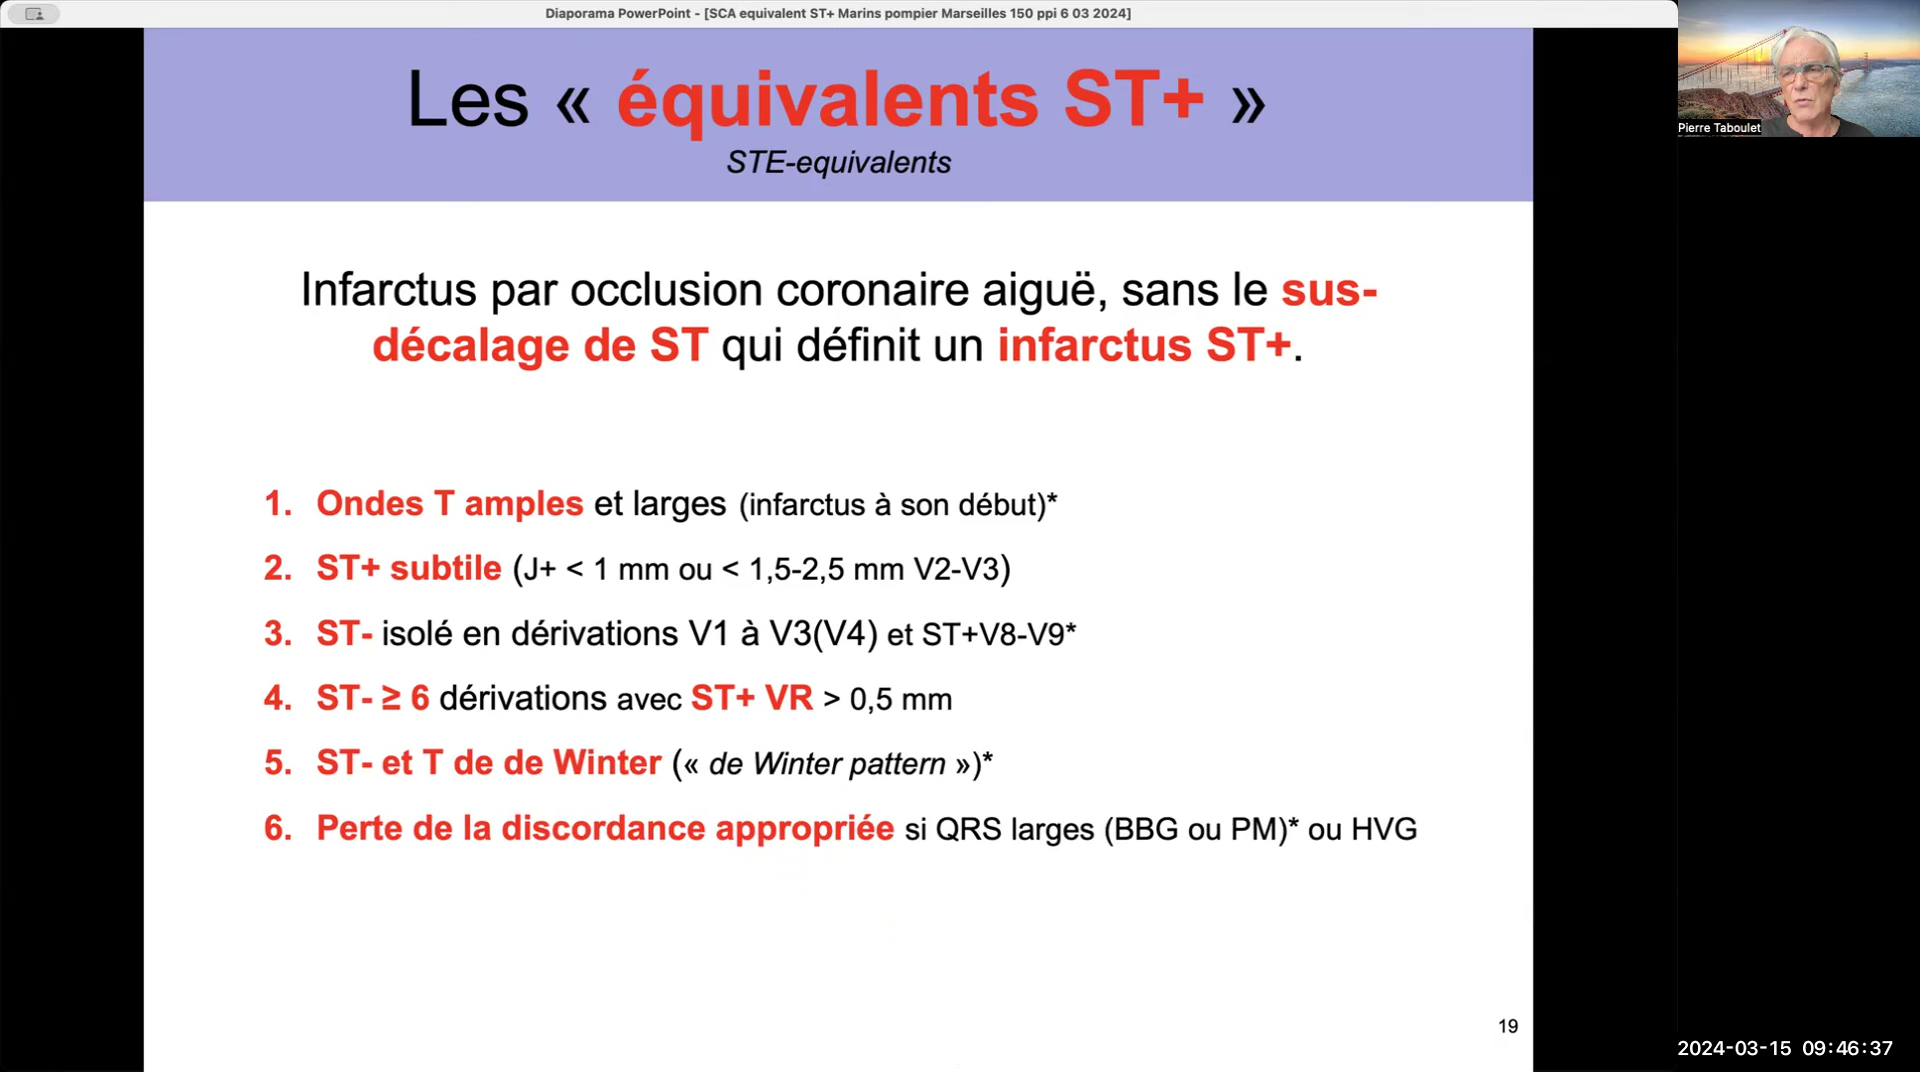 Diaporama PowerPoint - [SCA equivalent ST+ Marins pompier Marseilles 150 ppi 6 03 2024]
Les « équivalents ST+ »
STE-equivalents
Pierre Taboulet
Infarctus par occlusion coronaire aiguë, sans le sus-
décalage de ST qui définit un infarctus ST+.
1. Ondes T amples et larges (infarctus à son début)*
2. ST+ subtile (J+ < 1 mm ou < 1,5-2,5 mm V2-V3)
3. ST- isolé en dérivations V1 à V3(V4) et ST+V8-V9*
4. ST- ≥ 6 dérivations avec ST+ VR > 0,5 mm
5. ST- et T de de Winter (« de Winter pattern »)*
6. Perte de la discordance appropriée si QRS larges (BBG ou PM)* ou HVG
19
2024-03-15 09:46:37